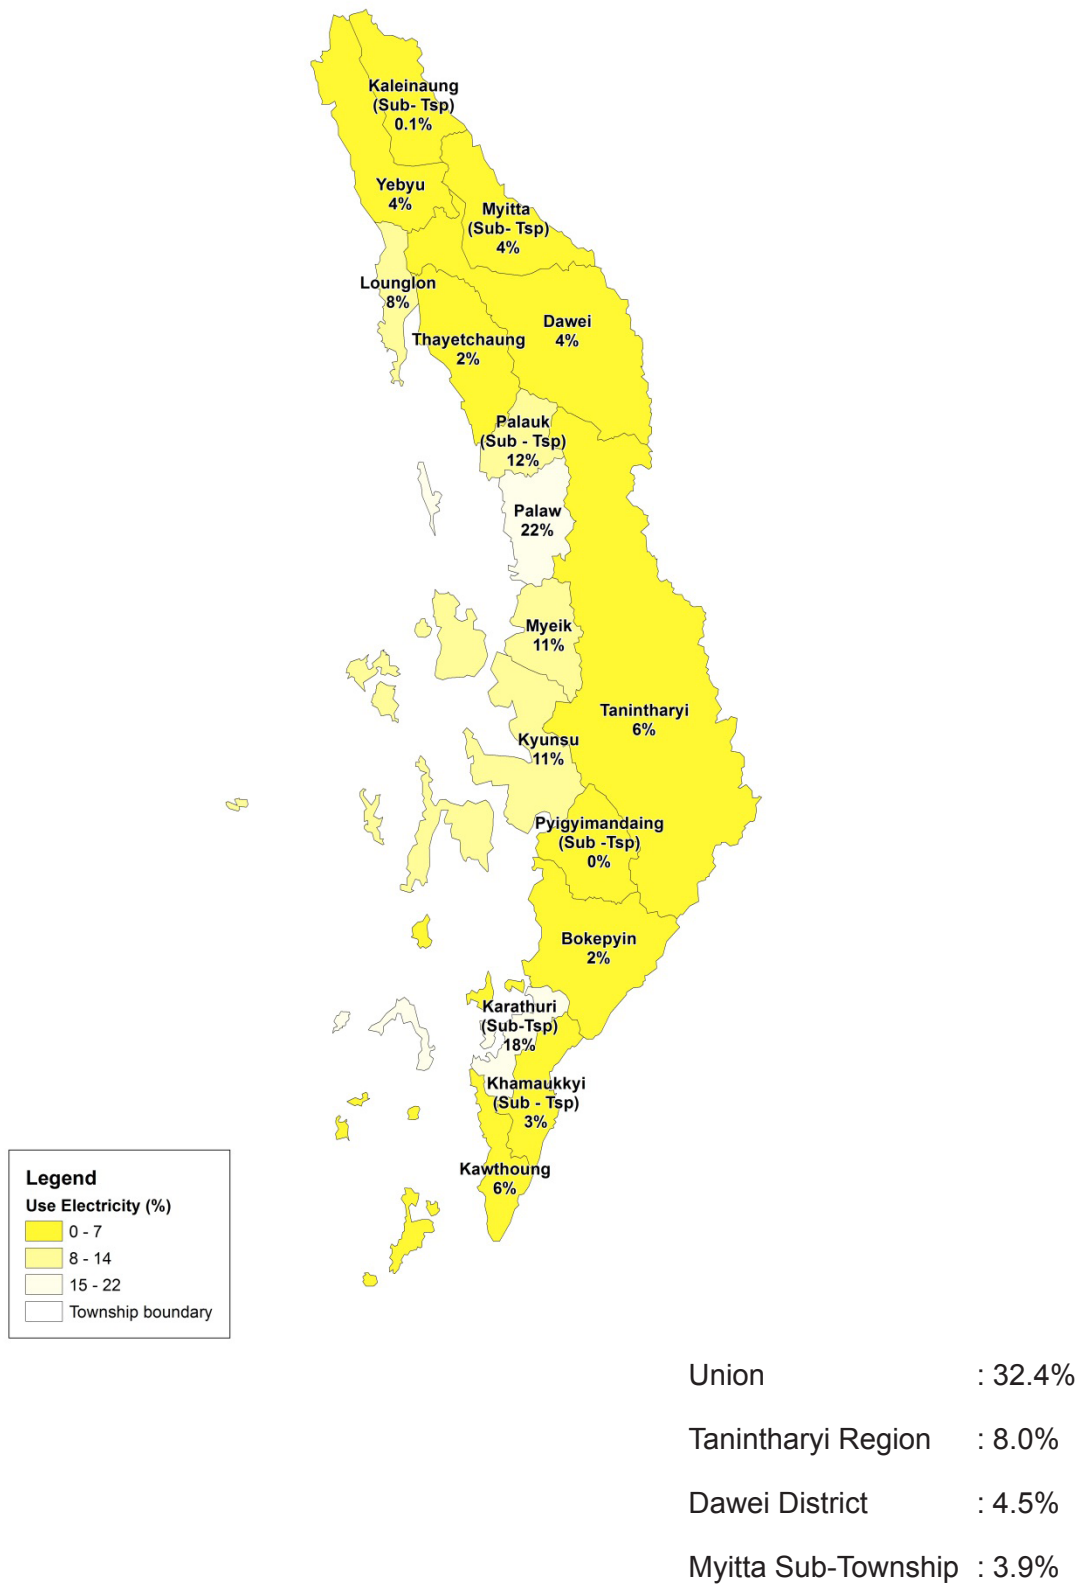 Kaleinaung
(Sub- Tsp)
0.1%
Yebyu
4%
Myitta
(Sub- Tsp)
4%
Lounglon
8%
Dawei
4%
Thayetchaung
2%
Palauk
(Sub - Tsp)
12%
Palaw
22%
Myeik
11%
Tanintharyi
6%
Kyunsu
11%
Pyigyimandaing
(Sub -Tsp)
0%
Bokepyin
2%
Karathuri
(Sub-Tsp)
18%
Khamaukkyi
(Sub - Tsp)
3%
Kawthoung
6%
Legend
Use Electricity (%)
0 - 7
8 - 14
15 - 22
Township boundary
Union : 32.4%
Tanintharyi Region : 8.0%
Dawei District : 4.5%
Myitta Sub-Township : 3.9%